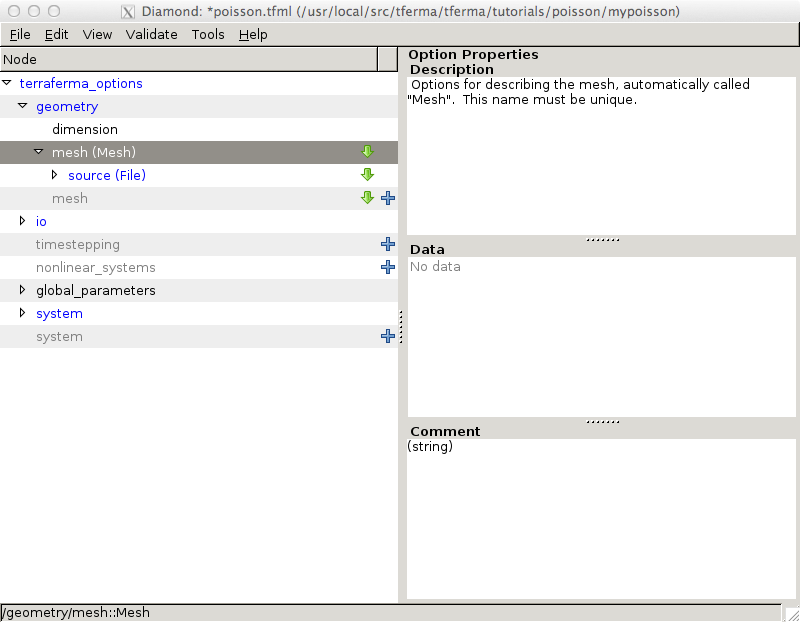 Diamond: *poisson.tfml (/usr/local/src/tferma/tferma/tutorials/poisson/mypoisson)
File Edit View Validate Tools Help
Node
terraferma_options
geometry
dimension
mesh (Mesh)
source (File)
mesh
io
timestepping
nonlinear_systems
global_parameters
system
system
Option Properties
Description
Options for describing the mesh, automatically called
"Mesh".  This name must be unique.
Data
No data
Comment
(string)
/geometry/mesh::Mesh